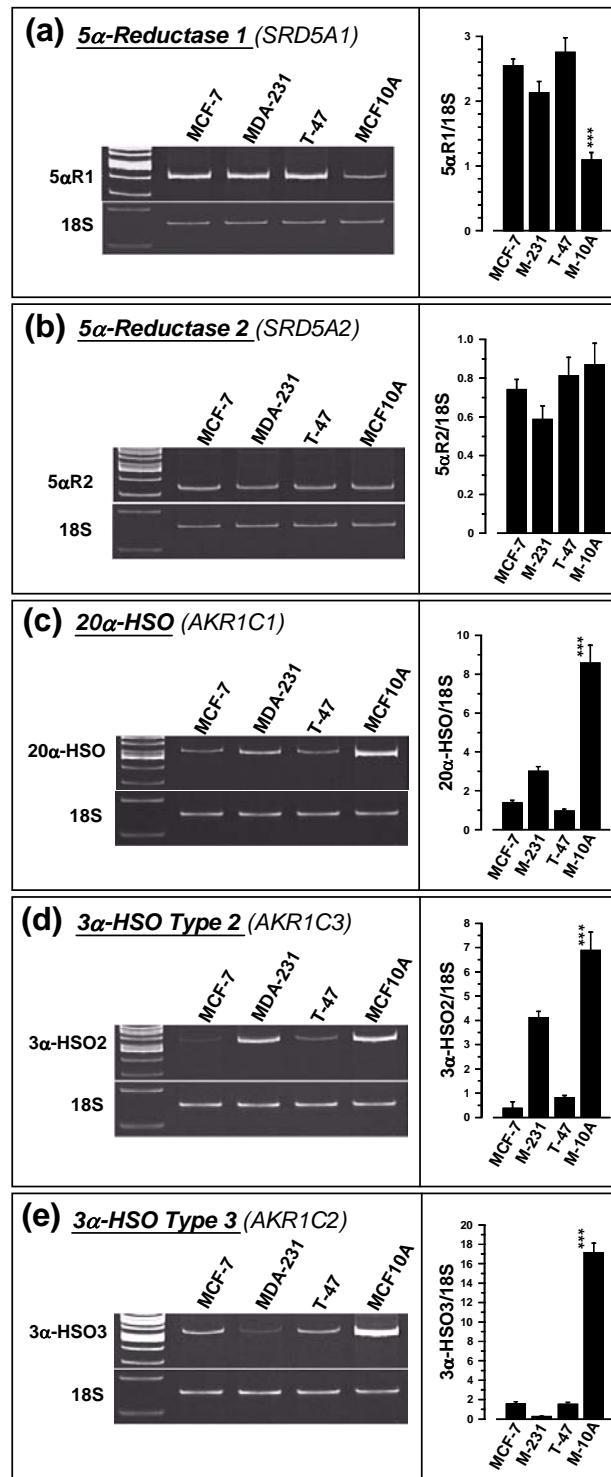 (a) 5α-Reductase 1 (SRD5A1)
MCF-7
MDA-231
T-47
MCF10A
5αR1
18S
5αR1/18S
3
2
1
0
***
MCF-7
M-231
T-47
M-10A
(b) 5α-Reductase 2 (SRD5A2)
MCF-7
MDA-231
T-47
MCF10A
5αR2
18S
5αR2/18S
1.0
0.8
0.6
0.4
0.2
0
MCF-7
M-231
T-47
M-10A
(c) 20α-HSO (AKR1C1)
MCF-7
MDA-231
T-47
MCF10A
20α-HSO
18S
20α-HSO/18S
10
8
6
4
2
0
***
MCF-7
M-231
T-47
M-10A
(d) 3α-HSO Type 2 (AKR1C3)
MCF-7
MDA-231
T-47
MCF10A
3α-HSO2
18S
3α-HSO2/18S
8
7
6
5
4
3
2
1
0
***
MCF-7
M-231
T-47
M-10A
(e) 3α-HSO Type 3 (AKR1C2)
MCF-7
MDA-231
T-47
MCF10A
3α-HSO3
18S
3α-HSO3/18S
20
18
16
14
12
10
8
6
4
2
0
***
MCF-7
M-231
T-47
M-10A